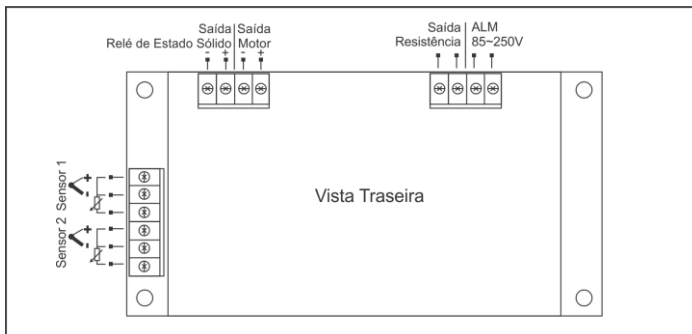 Saída Saída
Relé de Estado Sólido Motor
- + - +
Saída ALM
Resistência 85~250V
Sensor 1
+
-
Sensor 2
+
-
Vista Traseira